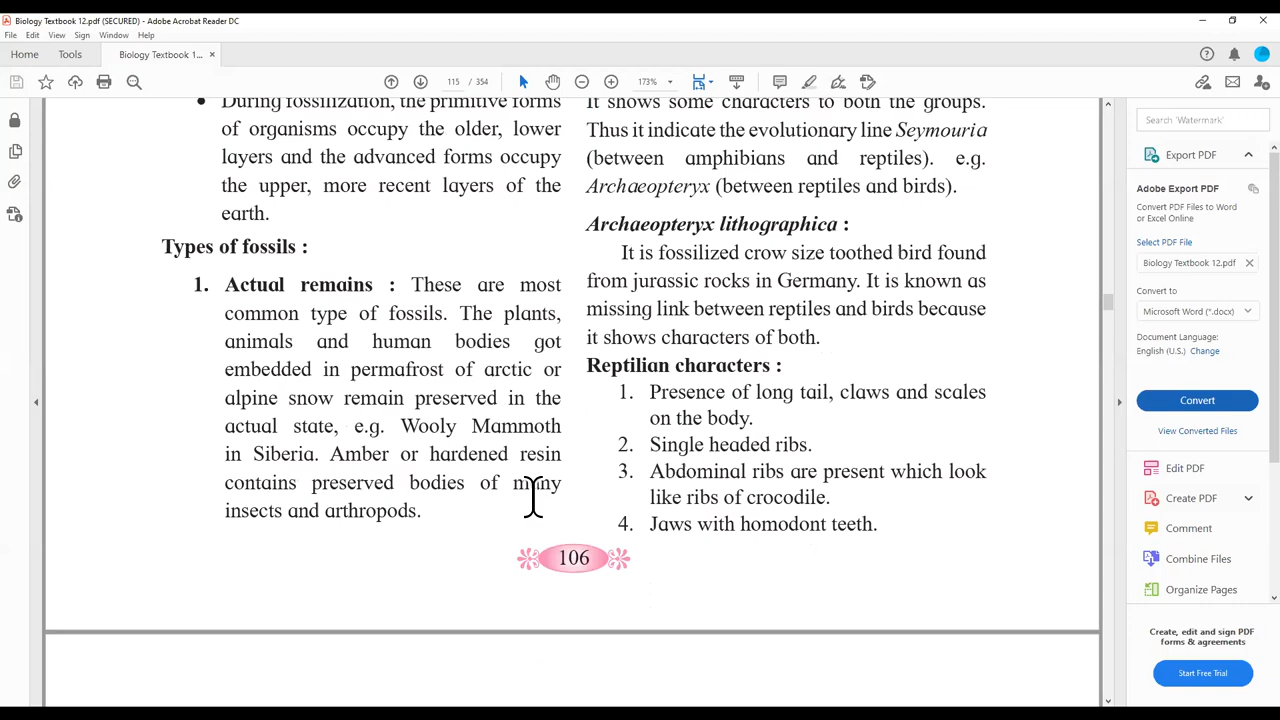 Biology Textbook 12.pdf (SECURED) - Adobe Acrobat Reader DC
File Edit View Sign Window Help
Home Tools Biology Textbook 1... ×
115 / 354 173%
During fossilization, the primitive forms
of organisms occupy the older, lower
layers and the advanced forms occupy
the upper, more recent layers of the
earth.
Types of fossils :
1. Actual remains : These are most
common type of fossils. The plants,
animals and human bodies got
embedded in permafrost of arctic or
alpine snow remain preserved in the
actual state, e.g. Wooly Mammoth
in Siberia. Amber or hardened resin
contains preserved bodies of many
insects and arthropods.
It shows some characters to both the groups.
Thus it indicate the evolutionary line Seymouria
(between amphibians and reptiles). e.g.
Archaeopteryx (between reptiles and birds).
Archaeopteryx lithographica :
It is fossilized crow size toothed bird found
from jurassic rocks in Germany. It is known as
missing link between reptiles and birds because
it shows characters of both.
Reptilian characters :
1. Presence of long tail, claws and scales
on the body.
2. Single headed ribs.
3. Abdominal ribs are present which look
like ribs of crocodile.
4. Jaws with homodont teeth.
106
Search 'Watermark'
Export PDF
Adobe Export PDF
Convert PDF Files to Word
or Excel Online
Select PDF File
Biology Textbook 12.pdf
Convert to
Microsoft Word (*.docx)
Document Language:
English (U.S.) Change
Convert
View Converted Files
Edit PDF
Create PDF
Comment
Combine Files
Organize Pages
Create, edit and sign PDF
forms & agreements
Start Free Trial